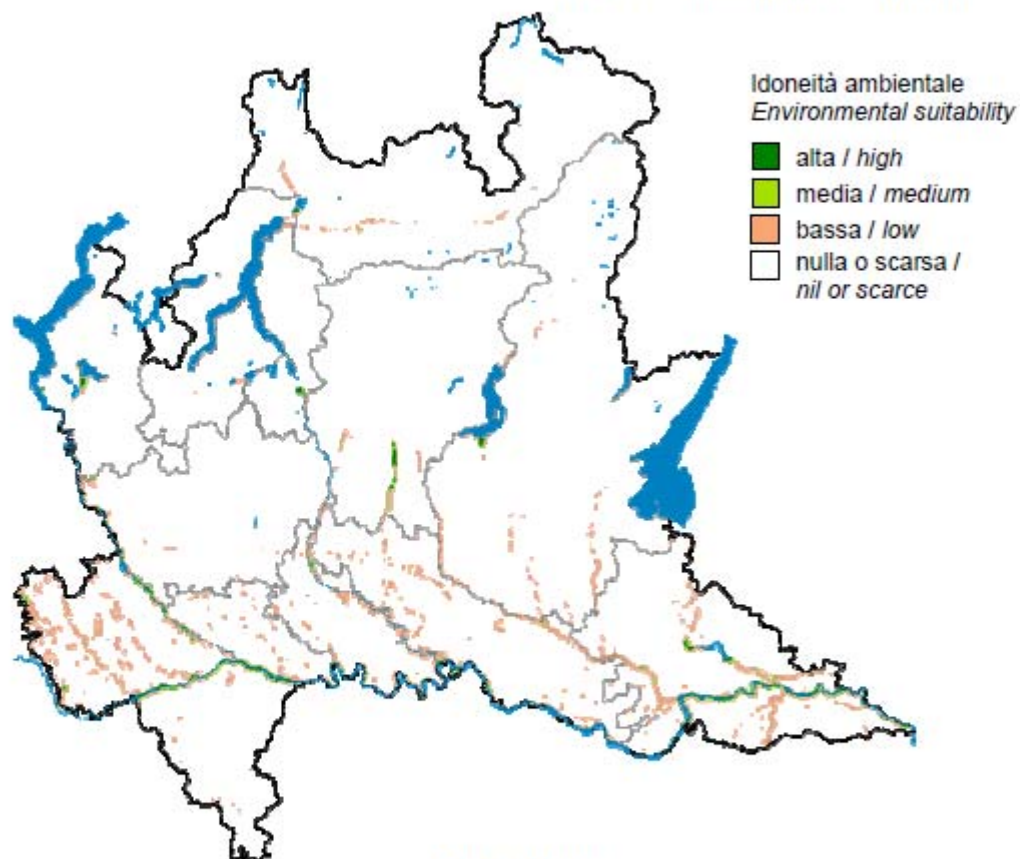 Idoneità ambientale
Environmental suitability
alta / high
media / medium
bassa / low
nulla o scarsa /
nil or scarce